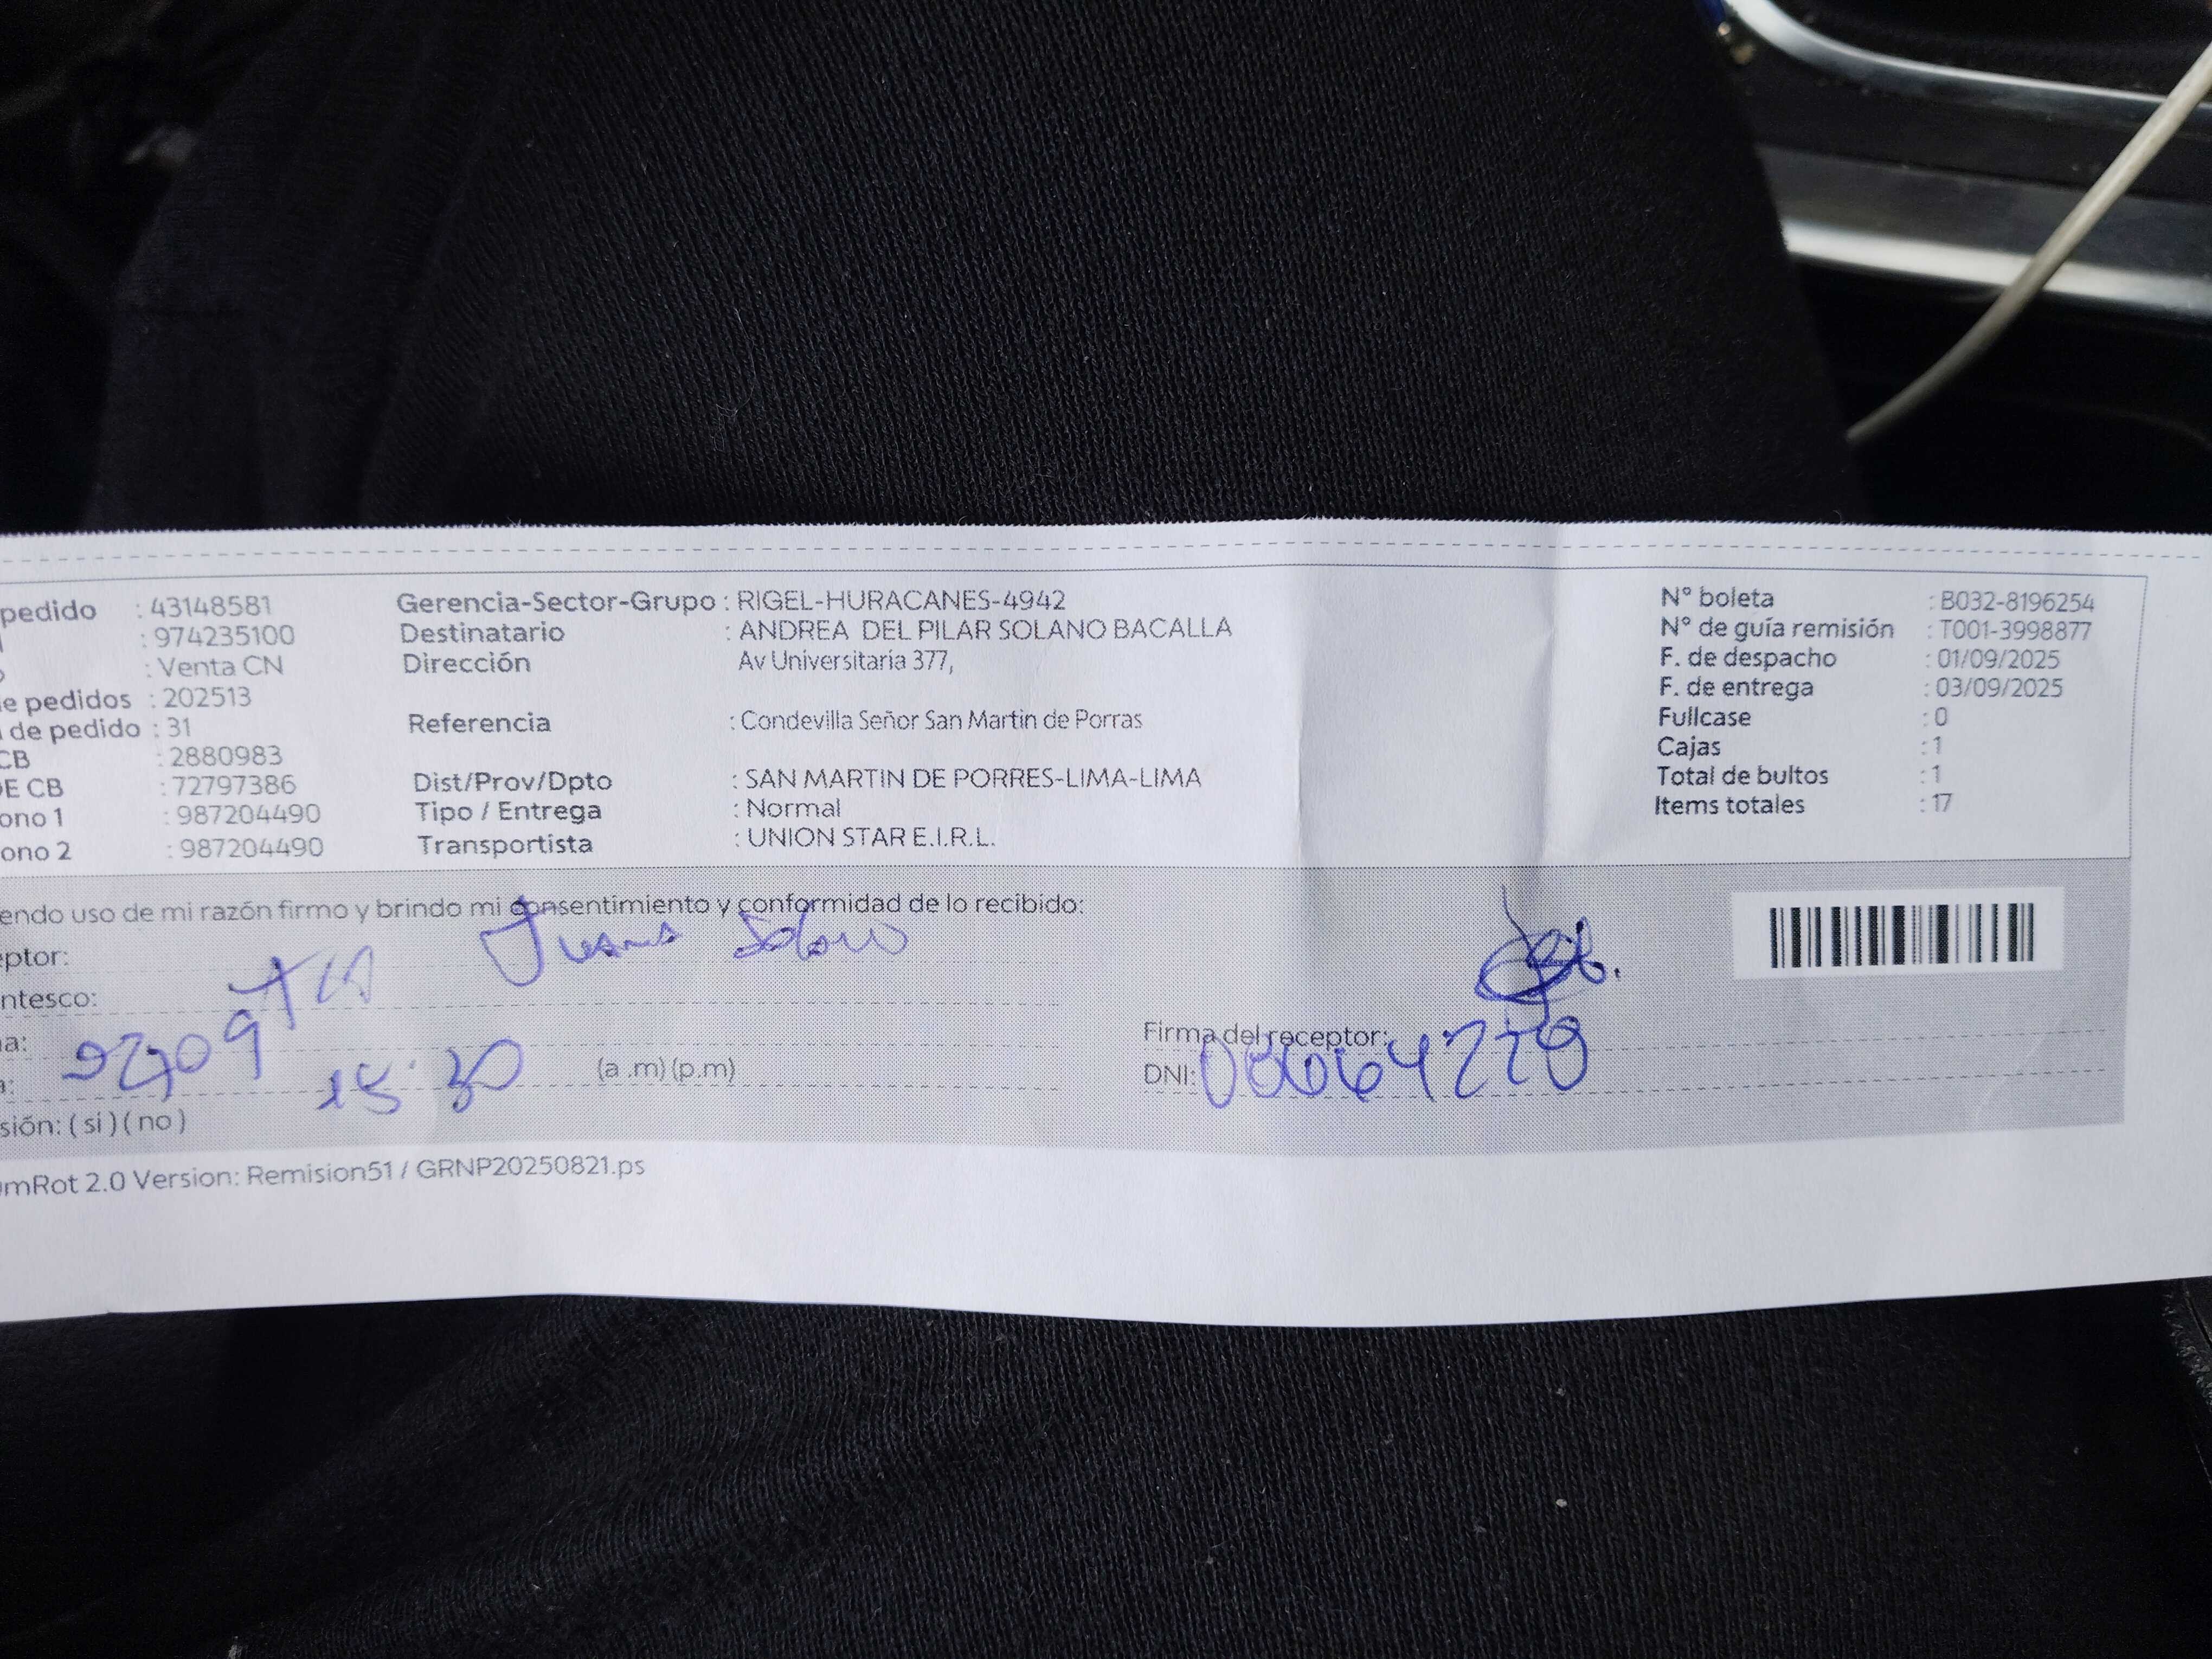 pedido : 43148581 Gerencia-Sector-Grupo : RIGEL-HURACANES-4942 N° boleta : B032-8196254
: 974235100 Destinatario : ANDREA DEL PILAR SOLANO BACALLA N° de guía remisión : T001-3998877
: Venta CN Dirección Av Universitaria 377, F. de despacho : 01/09/2025
e pedidos : 202513 F. de entrega : 03/09/2025
de pedido : 31 Referencia : Condevilla Señor San Martin de Porras Fullcase : 0
CB : 2880983 Cajas : 1
DE CB : 72797386 Dist/Prov/Dpto : SAN MARTIN DE PORRES-LIMA-LIMA Total de bultos : 1
ono 1 : 987204490 Tipo / Entrega : Normal Items totales : 17
ono 2 : 987204490 Transportista : UNION STAR E.I.R.L.
endo uso de mi razón firmo y brindo mi consentimiento y conformidad de lo recibido:
eptor: Juana Solano
ntesco: TIA
na: 02/09 Firma del receptor:
a: 15:30 (a .m) (p.m) DNI:
sión: ( si ) ( no )
umRot 2.0 Version: Remision51 / GRNP20250821.ps